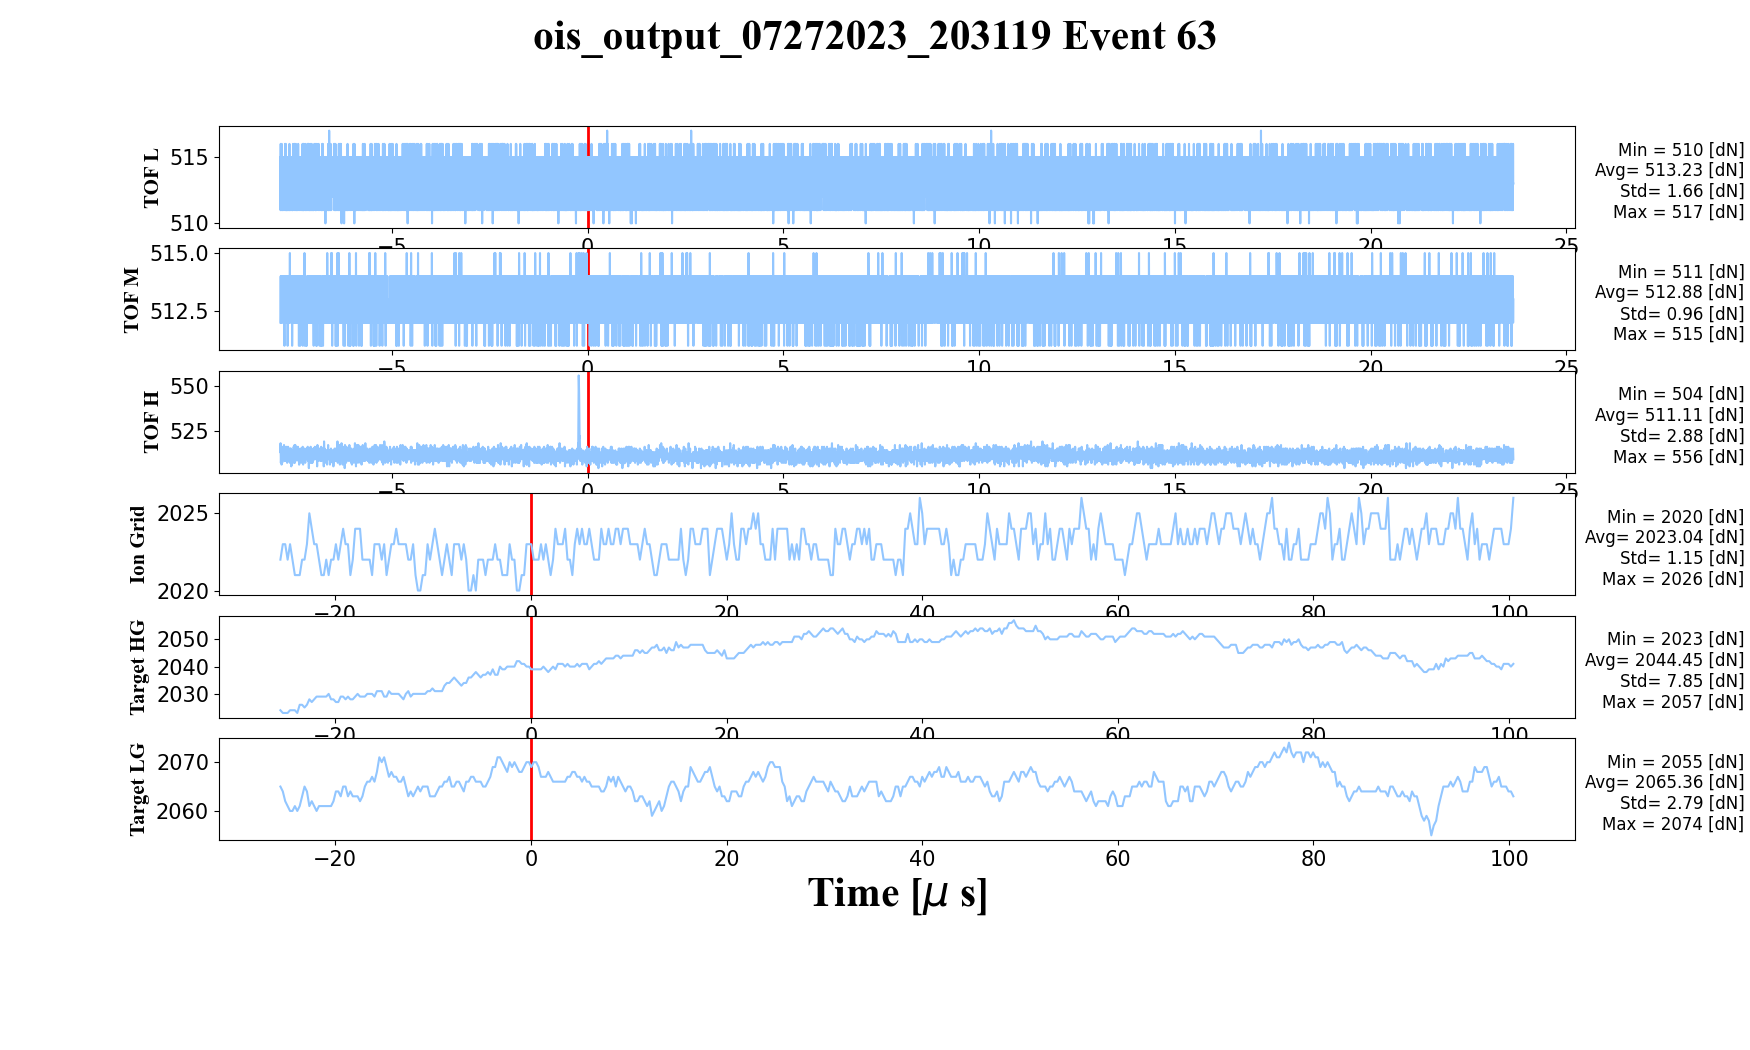 ois_output_07272023_203119 Event 63
TOF L
515
510
Min = 510 [dN]
Avg= 513.23 [dN]
Std= 1.66 [dN]
Max = 517 [dN]
−5 0 5 10 15 20 25
TOF M
515.0
512.5
Min = 511 [dN]
Avg= 512.88 [dN]
Std= 0.96 [dN]
Max = 515 [dN]
−5 0 5 10 15 20 25
TOF H
550
525
Min = 504 [dN]
Avg= 511.11 [dN]
Std= 2.88 [dN]
Max = 556 [dN]
−5 0 5 10 15 20 25
Ion Grid
2025
2020
Min = 2020 [dN]
Avg= 2023.04 [dN]
Std= 1.15 [dN]
Max = 2026 [dN]
−20 0 20 40 60 80 100
Target HG
2050
2040
2030
Min = 2023 [dN]
Avg= 2044.45 [dN]
Std= 7.85 [dN]
Max = 2057 [dN]
−20 0 20 40 60 80 100
Target LG
2070
2060
Min = 2055 [dN]
Avg= 2065.36 [dN]
Std= 2.79 [dN]
Max = 2074 [dN]
−20 0 20 40 60 80 100
Time [μ s]